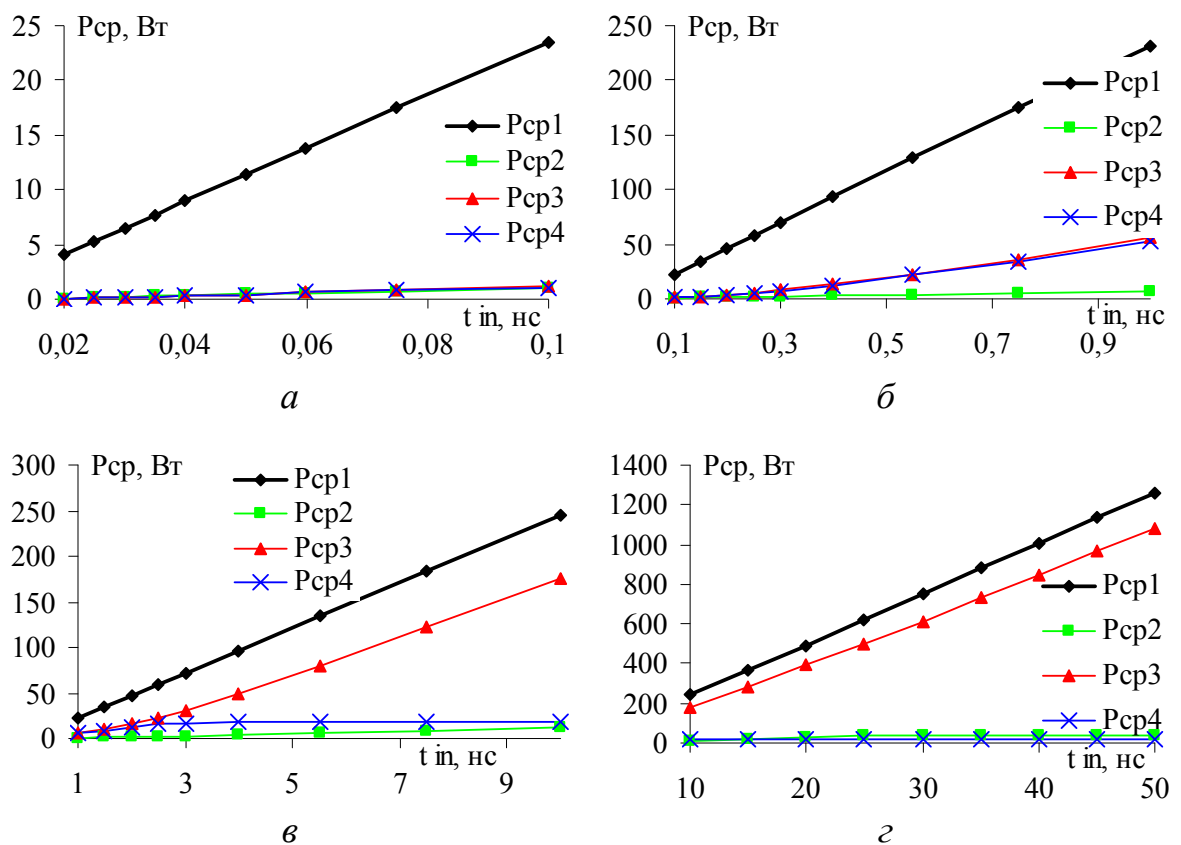 Pср, Вт
25
20
15
10
5
0
0,02
0,04
0,06
0,08
0,1
t in, нс
Pср1
Pср2
Pср3
Pср4
а
Pср, Вт
250
200
150
100
50
0
0,1
0,3
0,5
0,7
0,9
t in, нс
Pср1
Pср2
Pср3
Pср4
б
Pср, Вт
300
250
200
150
100
50
0
1
3
5
7
9
t in, нс
Pср1
Pср2
Pср3
Pср4
в
Pср, Вт
1400
1200
1000
800
600
400
200
0
10
20
30
40
50
t in, нс
Pср1
Pср2
Pср3
Pср4
г